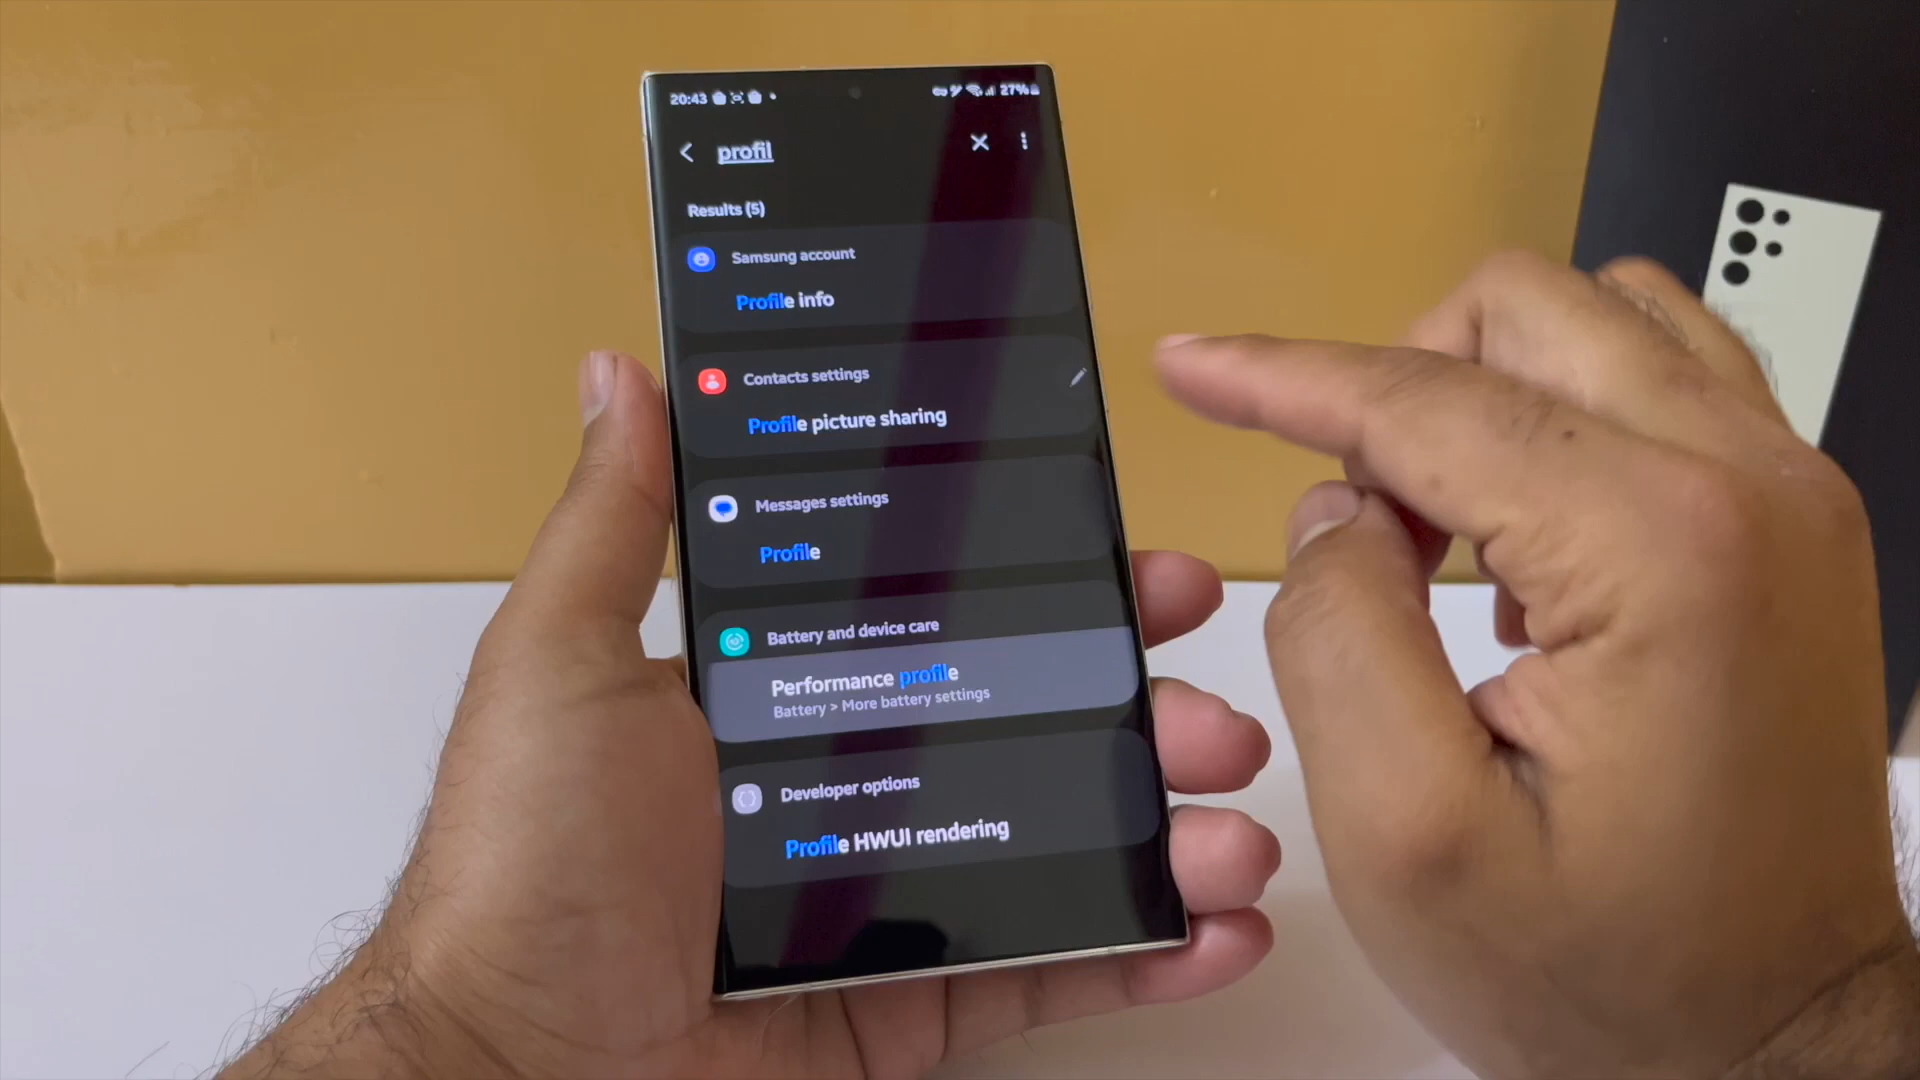 20:43
27%
profil
Results (5)
Samsung account
Profile info
Contacts settings
Profile picture sharing
Messages settings
Profile
Battery and device care
Performance profile
Battery > More battery settings
Developer options
Profile HWUI rendering